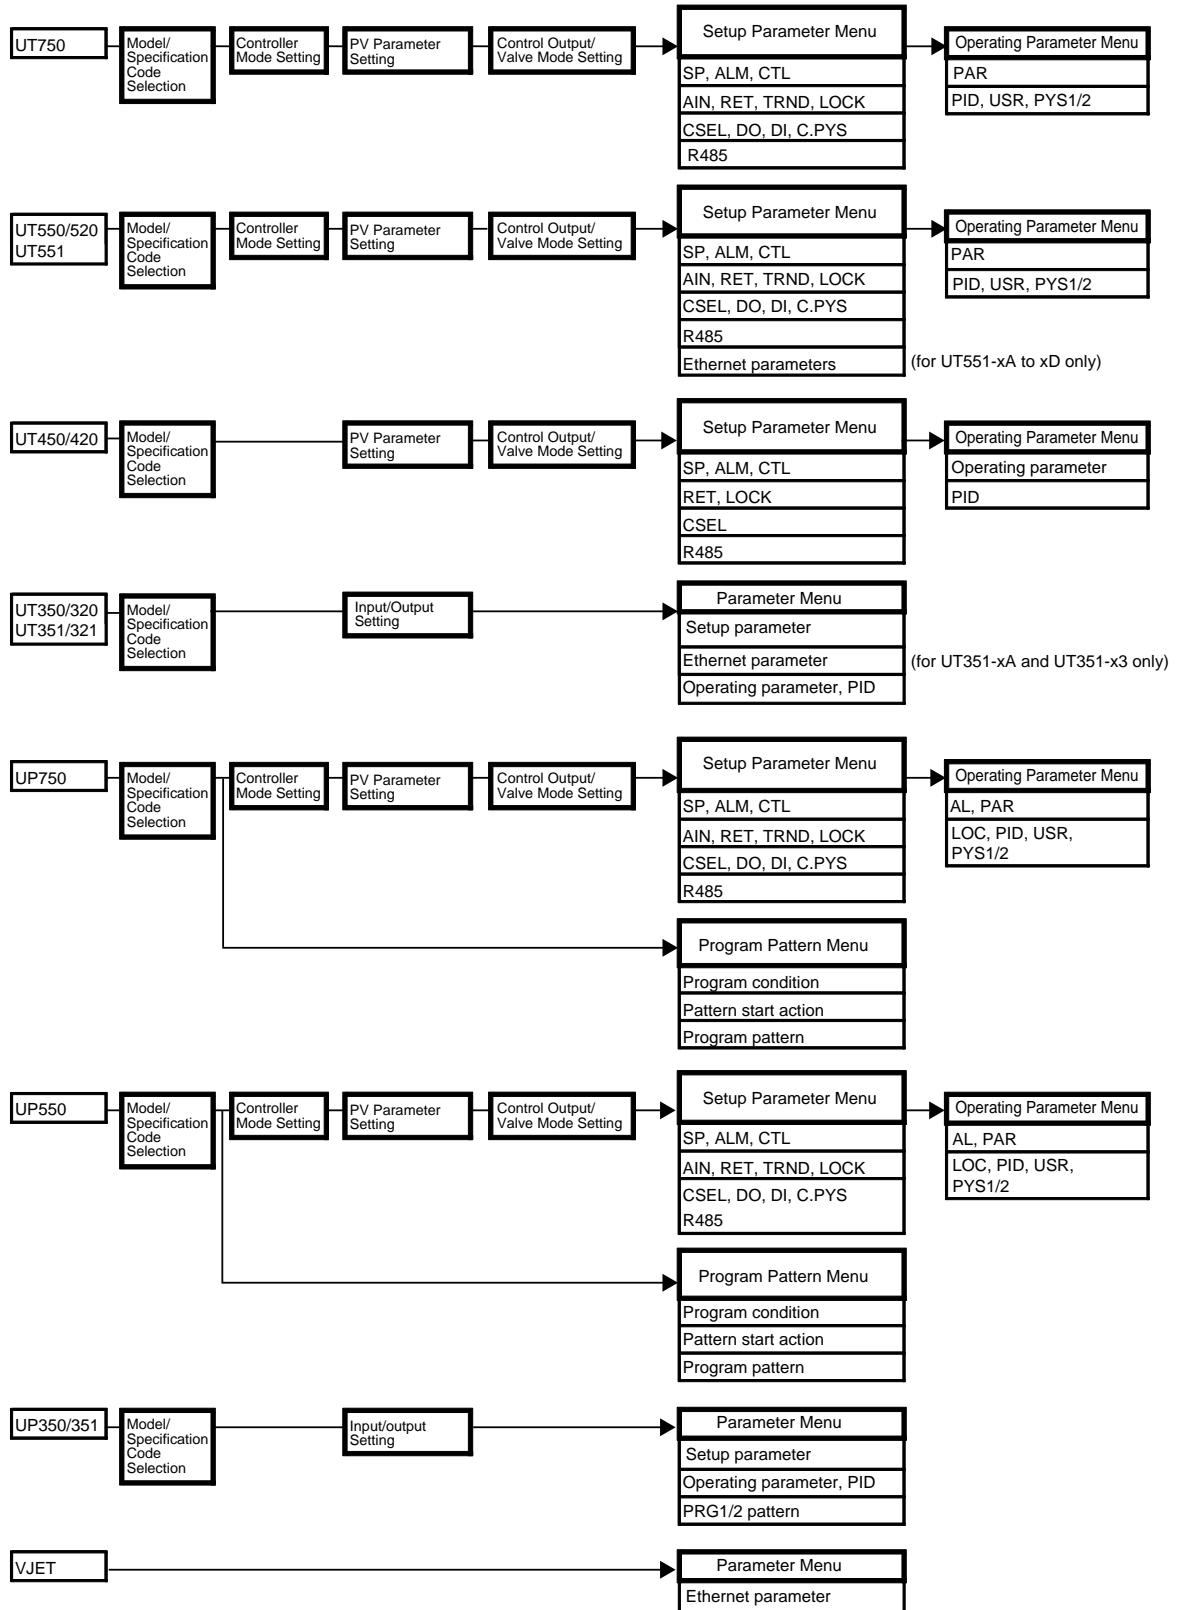 UT750
Model/
Specification
Code
Selection
Controller
Mode Setting
PV Parameter
Setting
Control Output/
Valve Mode Setting
Setup Parameter Menu
SP, ALM, CTL
AIN, RET, TRND, LOCK
CSEL, DO, DI, C.PYS
R485
Operating Parameter Menu
PAR
PID, USR, PYS1/2
UT550/520
UT551
Model/
Specification
Code
Selection
Controller
Mode Setting
PV Parameter
Setting
Control Output/
Valve Mode Setting
Setup Parameter Menu
SP, ALM, CTL
AIN, RET, TRND, LOCK
CSEL, DO, DI, C.PYS
R485
Ethernet parameters
(for UT551-xA to xD only)
Operating Parameter Menu
PAR
PID, USR, PYS1/2
UT450/420
Model/
Specification
Code
Selection
PV Parameter
Setting
Control Output/
Valve Mode Setting
Setup Parameter Menu
SP, ALM, CTL
RET, LOCK
CSEL
R485
Operating Parameter Menu
Operating parameter
PID
UT350/320
UT351/321
Model/
Specification
Code
Selection
Input/Output
Setting
Parameter Menu
Setup parameter
Ethernet parameter
(for UT351-xA and UT351-x3 only)
Operating parameter, PID
UP750
Model/
Specification
Code
Selection
Controller
Mode Setting
PV Parameter
Setting
Control Output/
Valve Mode Setting
Setup Parameter Menu
SP, ALM, CTL
AIN, RET, TRND, LOCK
CSEL, DO, DI, C.PYS
R485
Operating Parameter Menu
AL, PAR
LOC, PID, USR,
PYS1/2
Program Pattern Menu
Program condition
Pattern start action
Program pattern
UP550
Model/
Specification
Code
Selection
Controller
Mode Setting
PV Parameter
Setting
Control Output/
Valve Mode Setting
Setup Parameter Menu
SP, ALM, CTL
AIN, RET, TRND, LOCK
CSEL, DO, DI, C.PYS
R485
Operating Parameter Menu
AL, PAR
LOC, PID, USR,
PYS1/2
Program Pattern Menu
Program condition
Pattern start action
Program pattern
UP350/351
Model/
Specification
Code
Selection
Input/output
Setting
Parameter Menu
Setup parameter
Operating parameter, PID
PRG1/2 pattern
VJET
Parameter Menu
Ethernet parameter